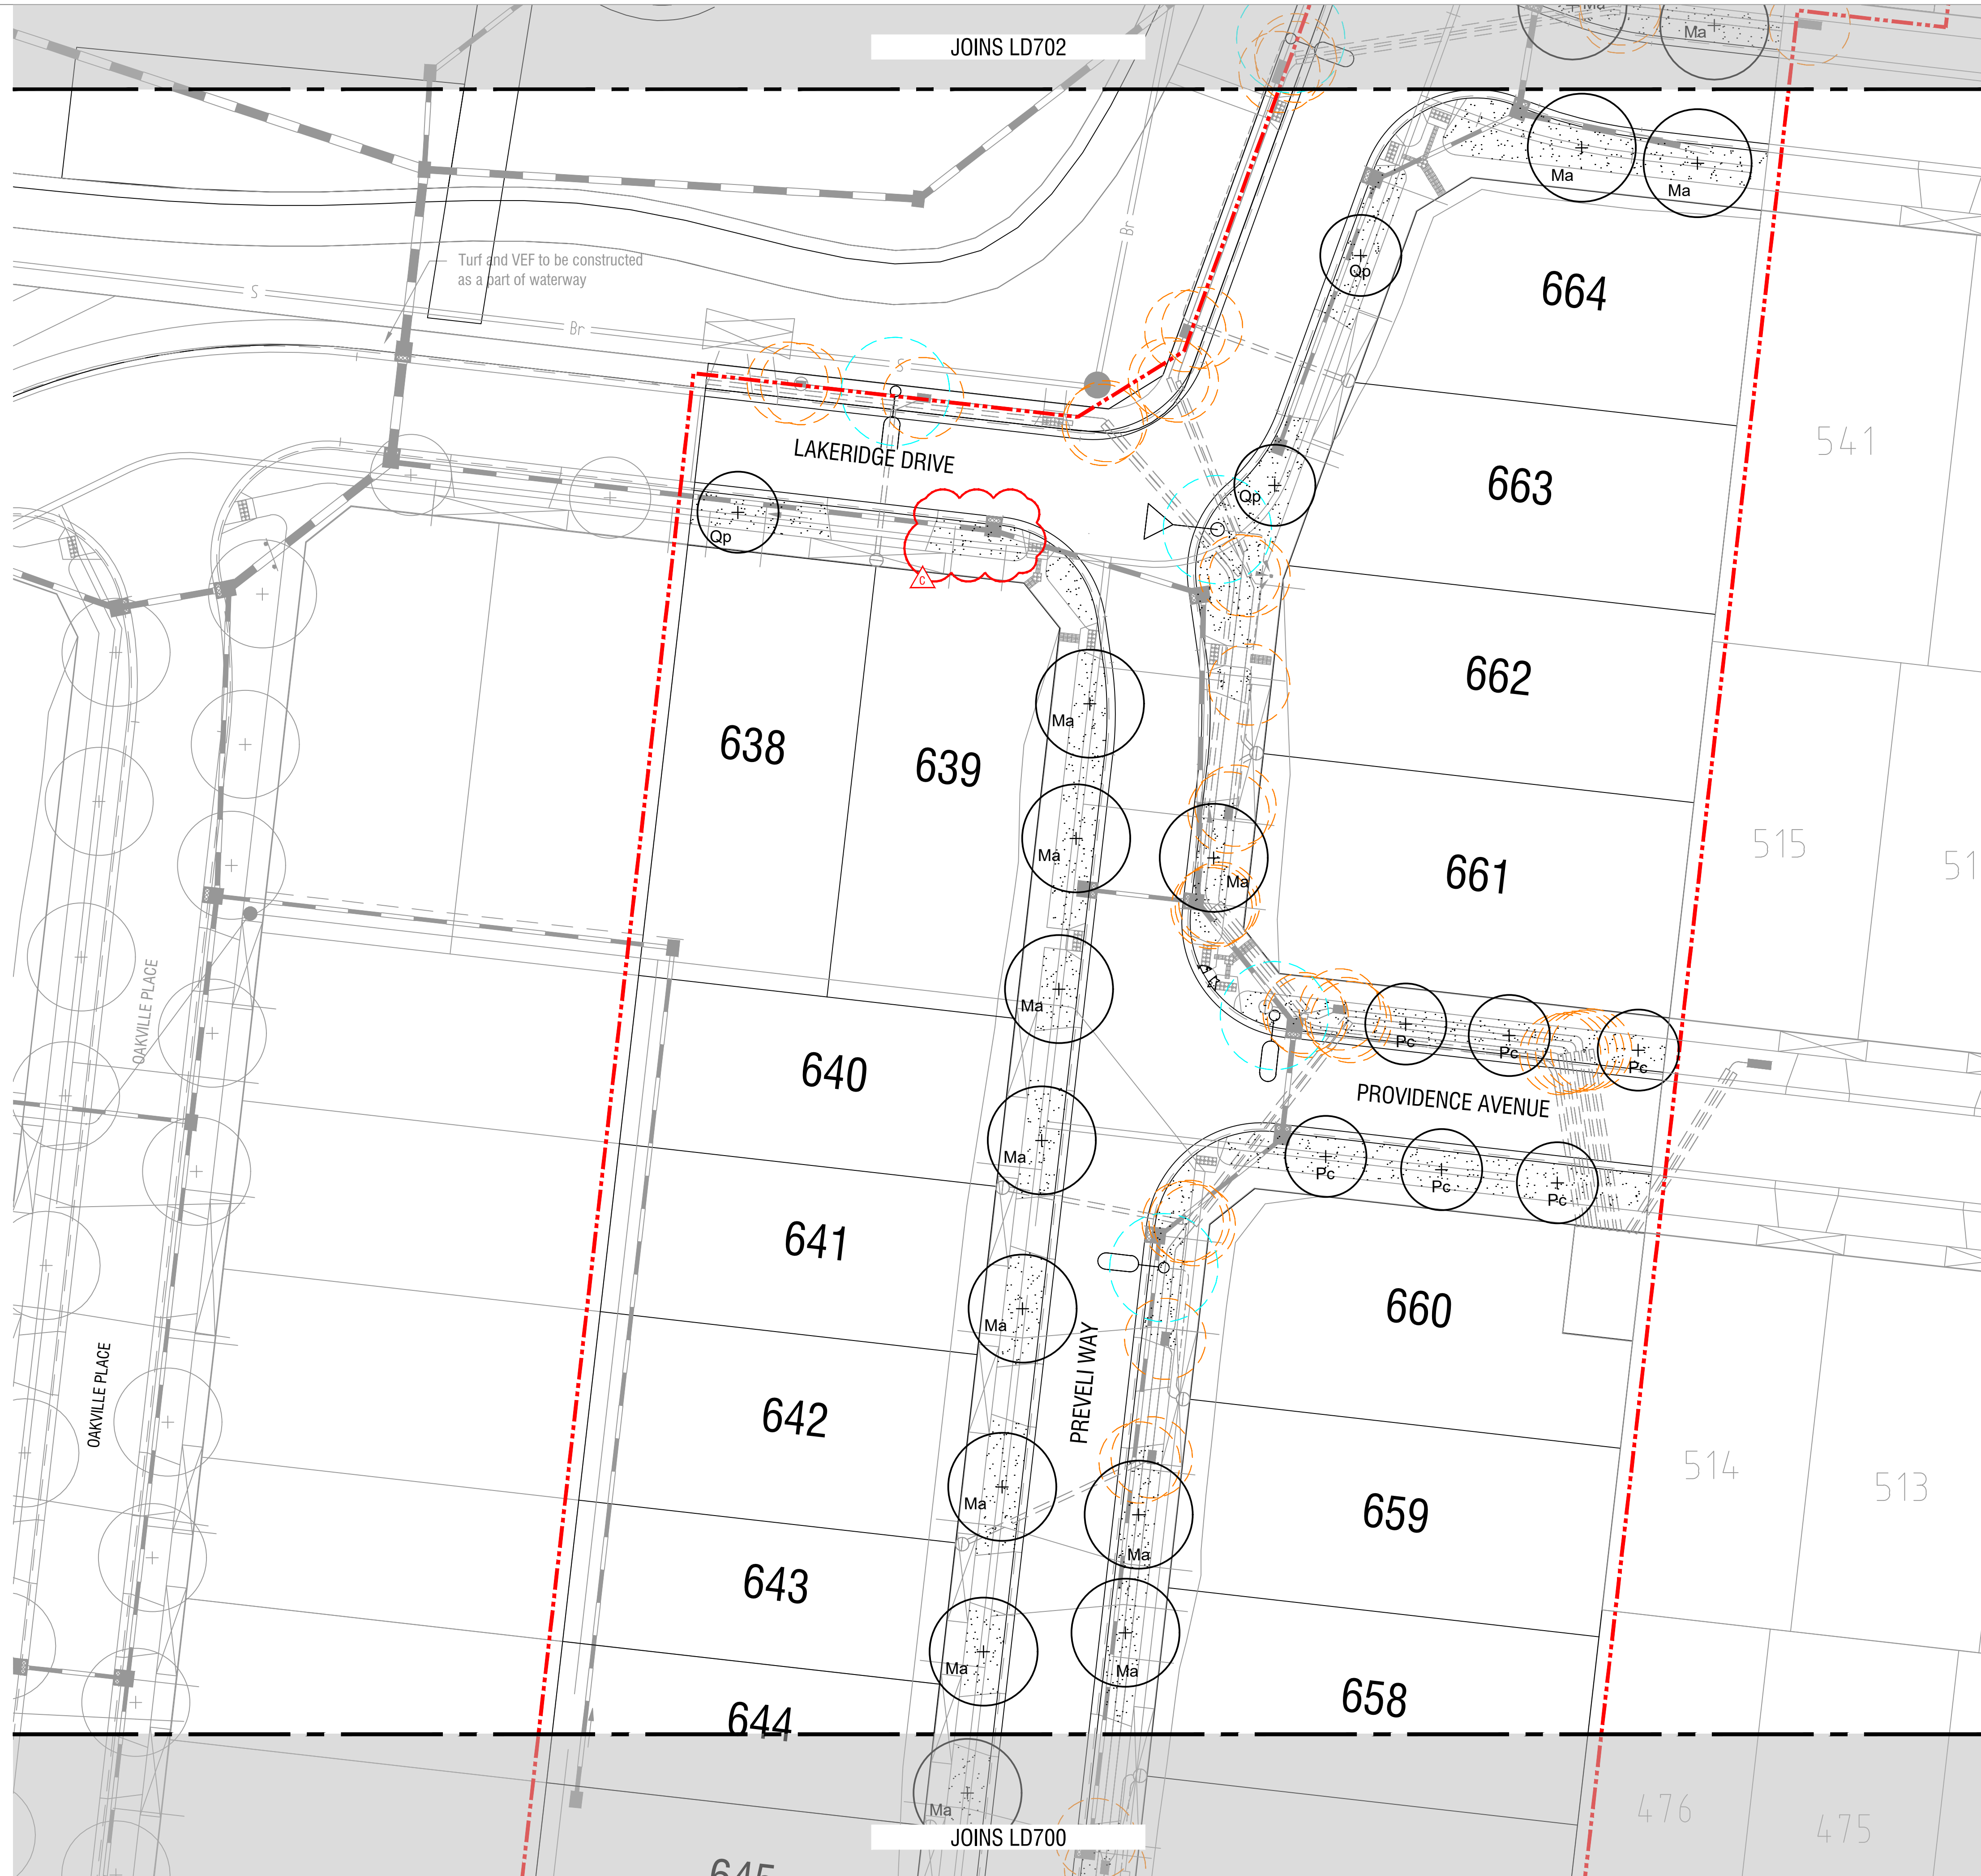 JOINS LD702
Ma
Ma
Ma
Ma
Br
Turf and VEF to be constructed
as a part of waterway
Qp
664
S
Br
S
541
LAKERIDGE DRIVE
663
Qp
Qp
C
662
Ma
638
639
515
51
Ma
661
Ma
OAKVILLE PLACE
Ma
Pc
Pc
Pc
640
PROVIDENCE AVENUE
Ma
Pc
Pc
Pc
641
660
Ma
OAKVILLE PLACE
PREVELI WAY
642
514
513
Ma
659
Ma
643
Ma
Ma
658
644
Ma
476
475
JOINS LD700
645